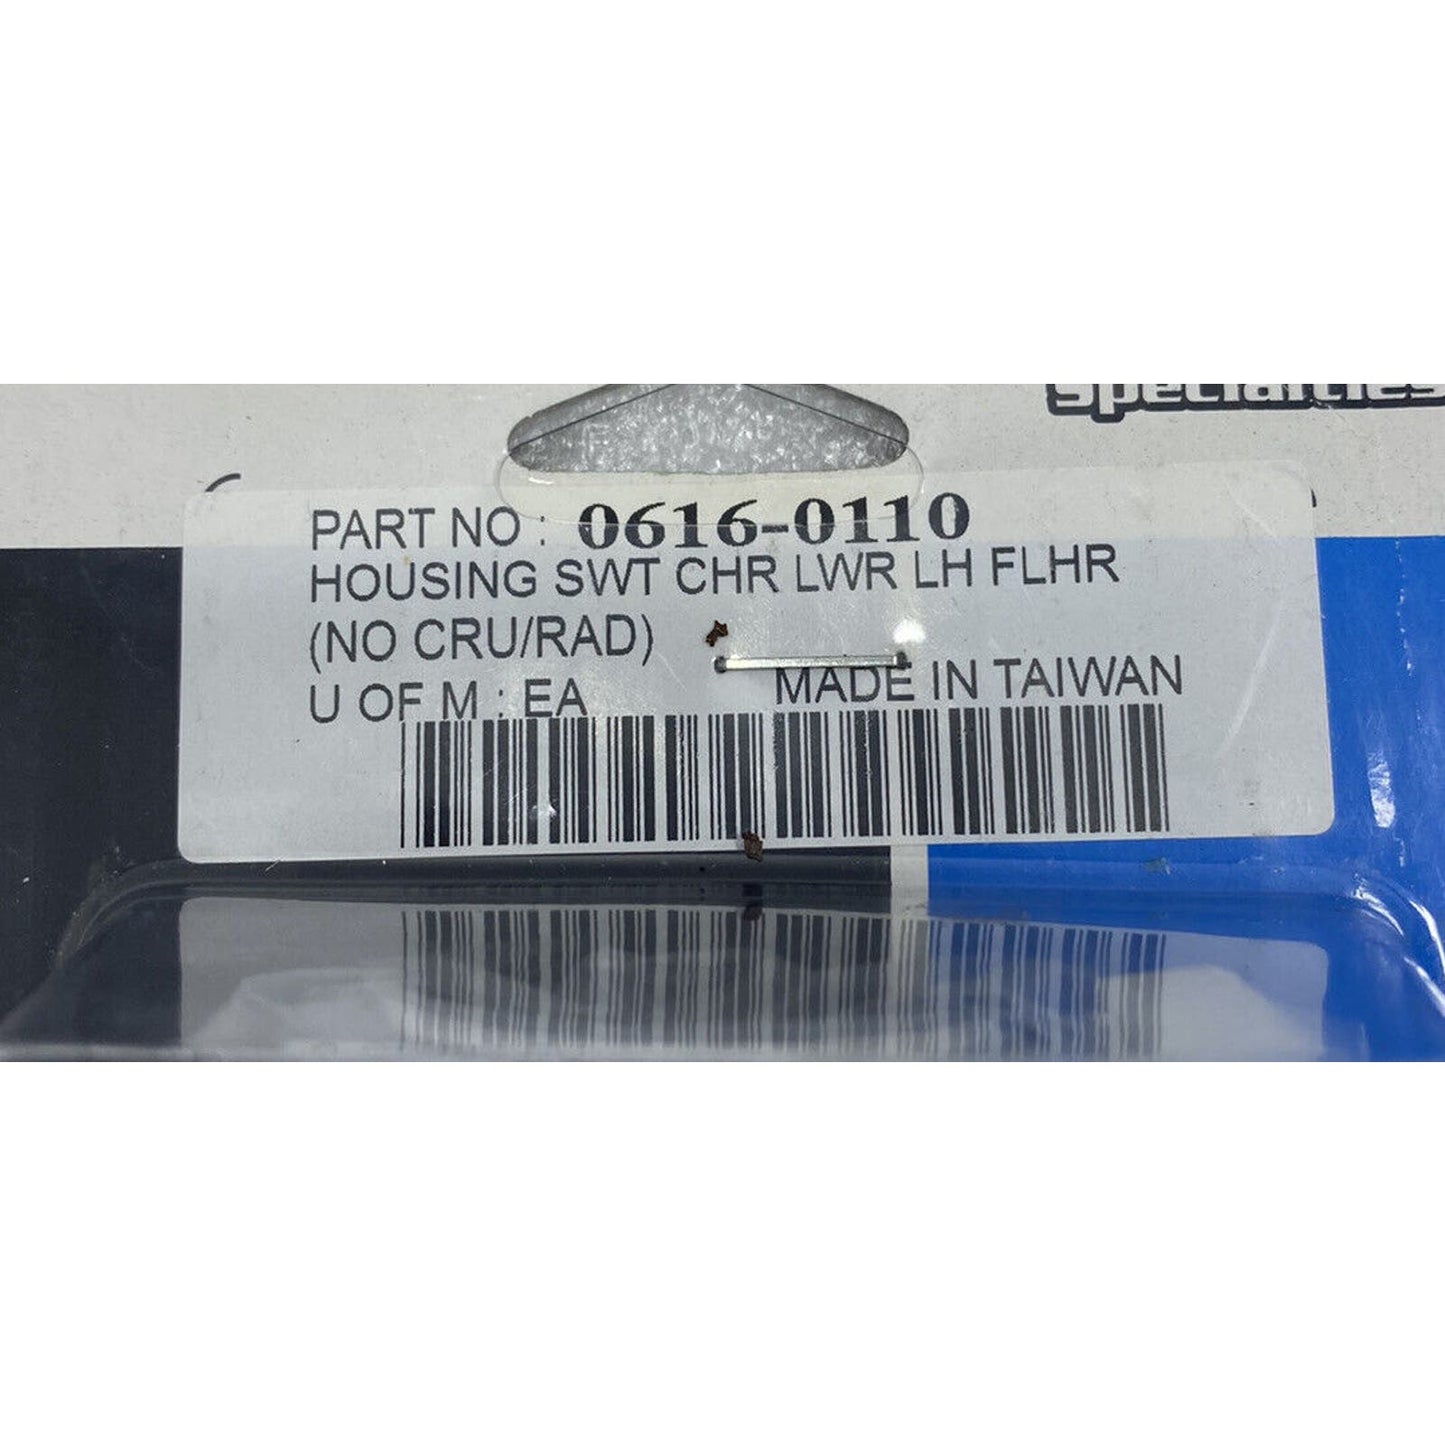 specialties
PART NO : 0616-0110
HOUSING SWT CHR LWR LH FLHR
(NO CRU/RAD)
U OF M : EA MADE IN TAIWAN